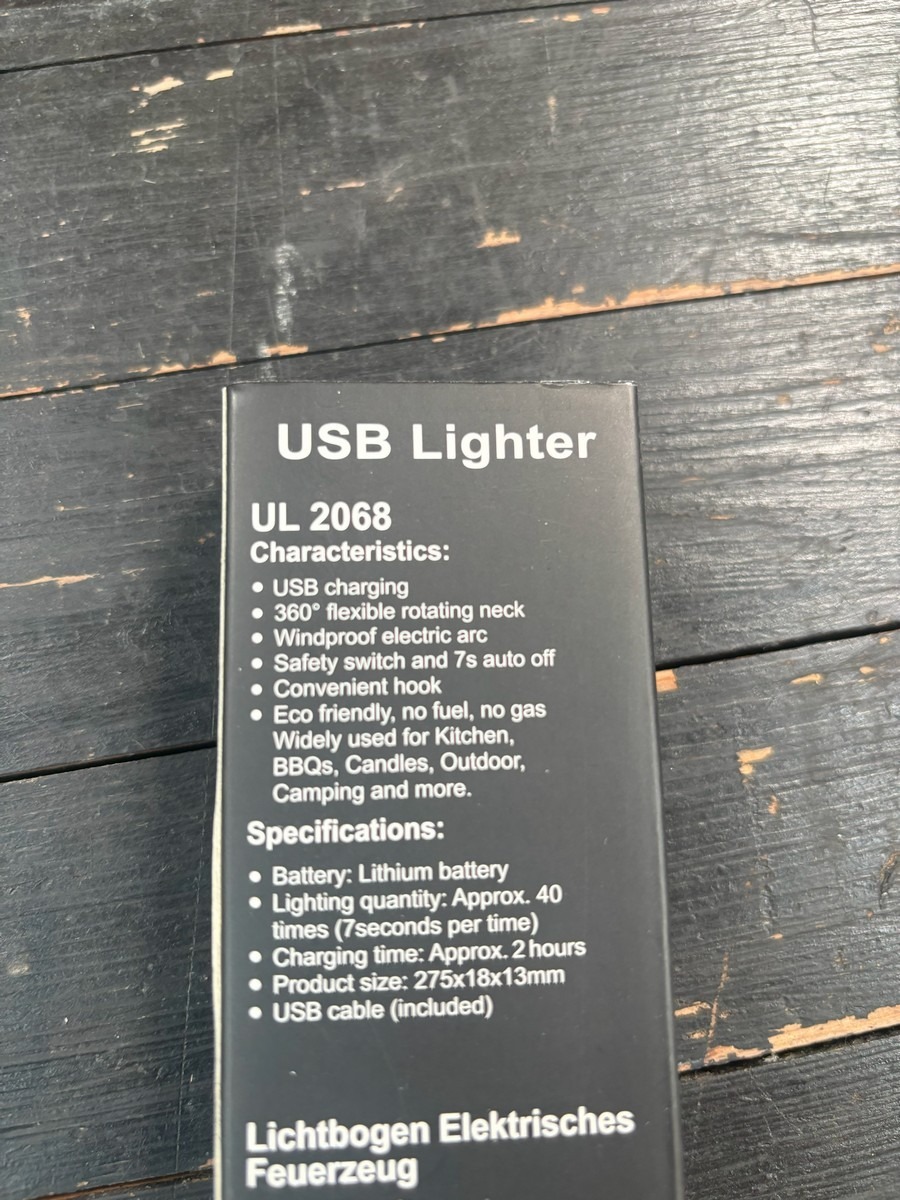 USB Lighter
UL 2068
Characteristics:
• USB charging
• 360° flexible rotating neck
• Windproof electric arc
• Safety switch and 7s auto off
• Convenient hook
• Eco friendly, no fuel, no gas
Widely used for Kitchen,
BBQs, Candles, Outdoor,
Camping and more.
Specifications:
• Battery: Lithium battery
• Lighting quantity: Approx. 40
times (7seconds per time)
• Charging time: Approx. 2 hours
• Product size: 275x18x13mm
• USB cable (included)
Lichtbogen Elektrisches
Feuerzeug